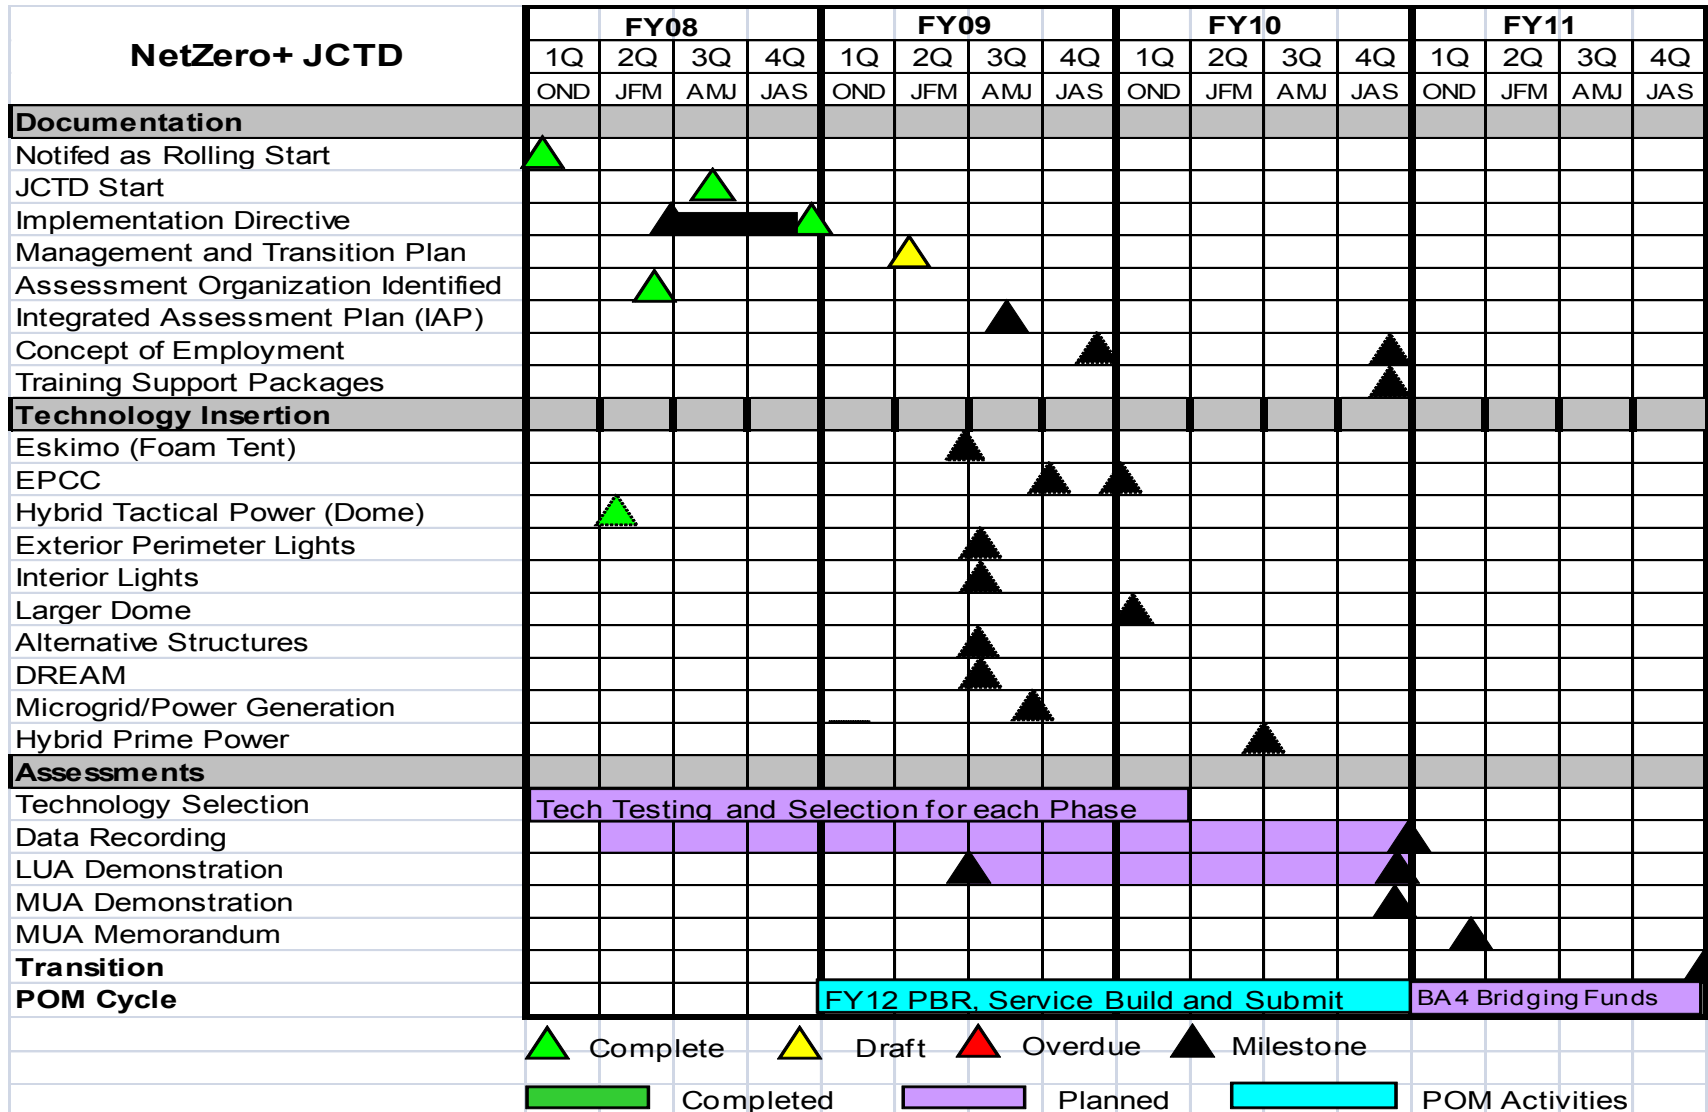 NetZero+ JCTD
FY08 FY09 FY10 FY11
1Q 2Q 3Q 4Q 1Q 2Q 3Q 4Q 1Q 2Q 3Q 4Q 1Q 2Q 3Q 4Q
OND JFM AMJ JAS OND JFM AMJ JAS OND JFM AMJ JAS OND JFM AMJ JAS
Documentation
Notifed as Rolling Start
JCTD Start
Implementation Directive
Management and Transition Plan
Assessment Organization Identified
Integrated Assessment Plan (IAP)
Concept of Employment
Training Support Packages
Technology Insertion
Eskimo (Foam Tent)
EPCC
Hybrid Tactical Power (Dome)
Exterior Perimeter Lights
Interior Lights
Larger Dome
Alternative Structures
DREAM
Microgrid/Power Generation
Hybrid Prime Power
Assessments
Technology Selection Tech Testing and Selection for each Phase
Data Recording
LUA Demonstration
MUA Demonstration
MUA Memorandum
Transition
POM Cycle FY12 PBR, Service Build and Submit BA4 Bridging Funds
Complete Draft Overdue Milestone
Completed Planned POM Activities